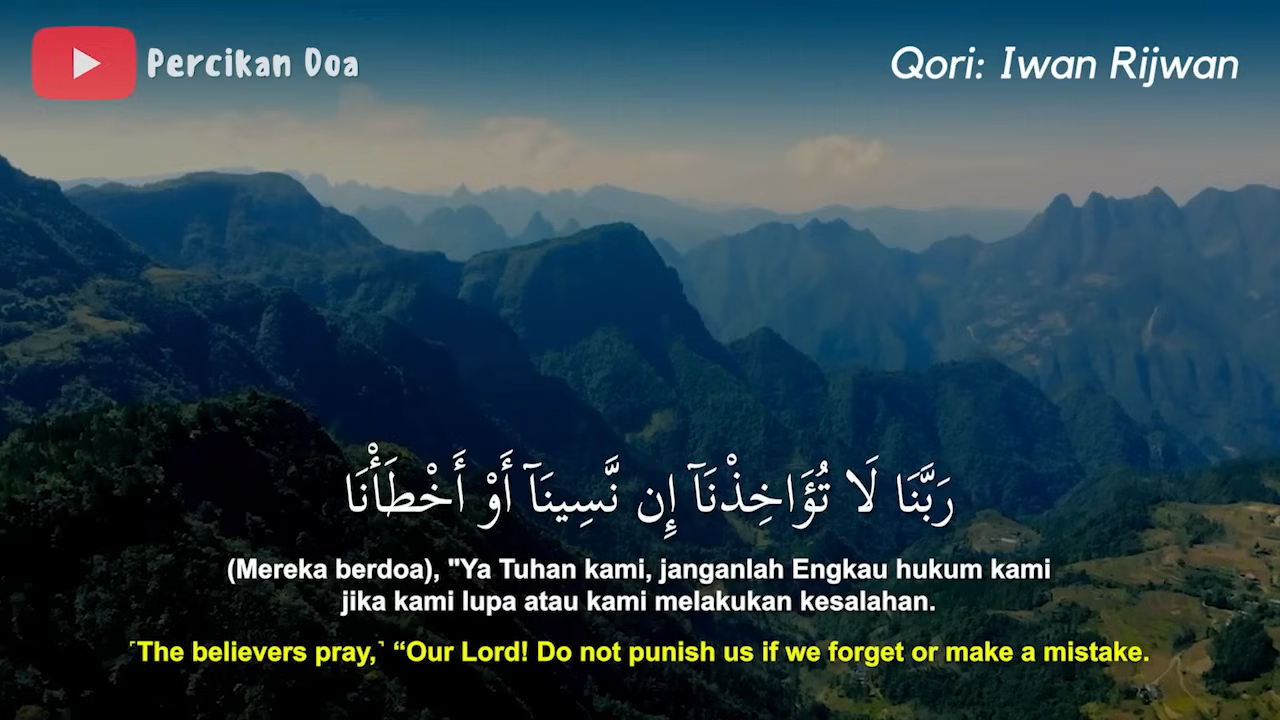 Percikan Doa
Qori: Iwan Rijwan
رَبَّنَا لَا تُؤَاخِذْنَآ إِن نَّسِينَآ أَوْ أَخْطَأْنَا
(Mereka berdoa), "Ya Tuhan kami, janganlah Engkau hukum kami
jika kami lupa atau kami melakukan kesalahan.
˹The believers pray,˺ “Our Lord! Do not punish us if we forget or make a mistake.